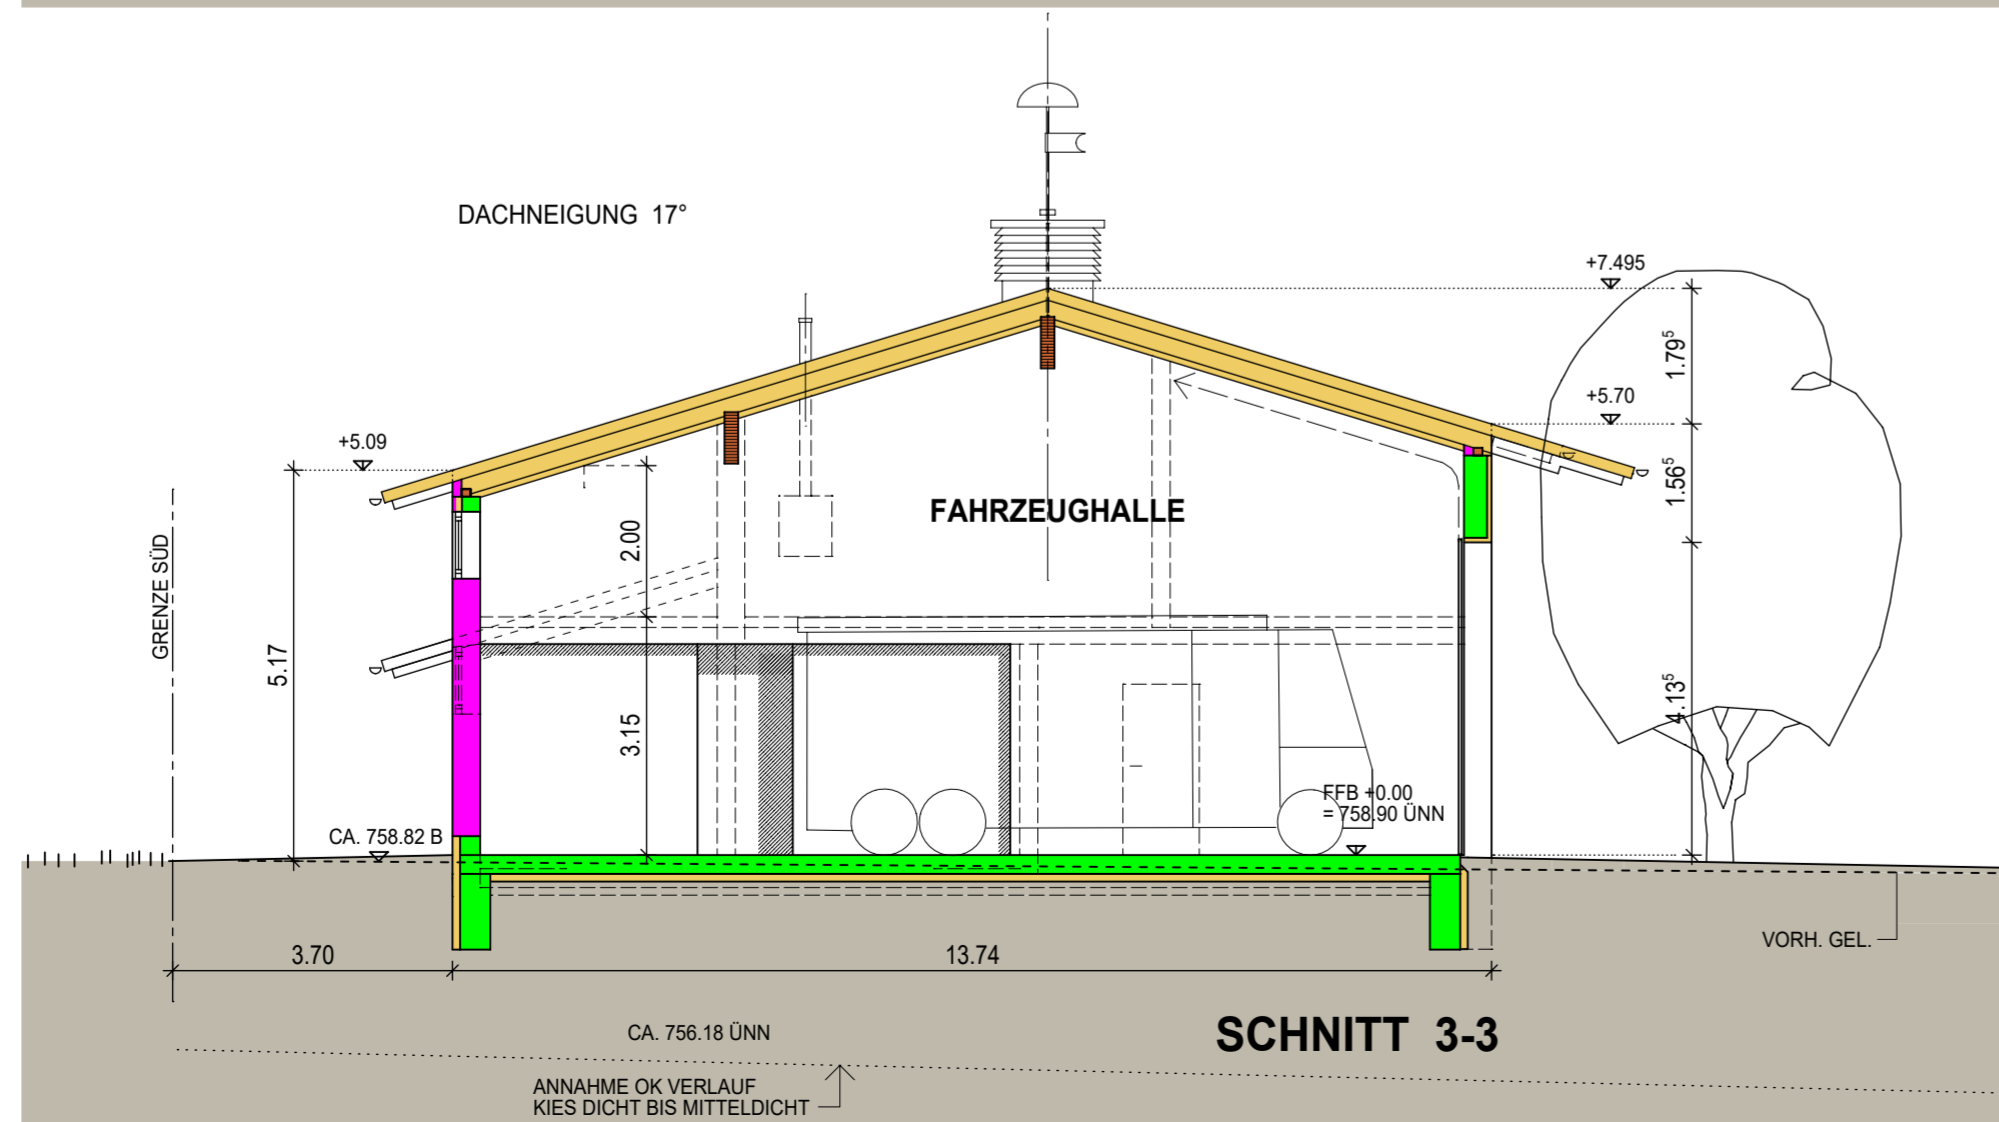 DACHNEIGUNG 17°
+7.495
1.79⁵
+5.70
+5.09
1.56⁵
FAHRZEUGHALLE
2.00
GRENZE SÜD
5.17
4.13⁵
3.15
FFB +0.00
= 758.90 ÜNN
CA. 758.82 B
VORH. GEL.
3.70
13.74
CA. 756.18 ÜNN
SCHNITT 3-3
ANNAHME OK VERLAUF
KIES DICHT BIS MITTELDICHT